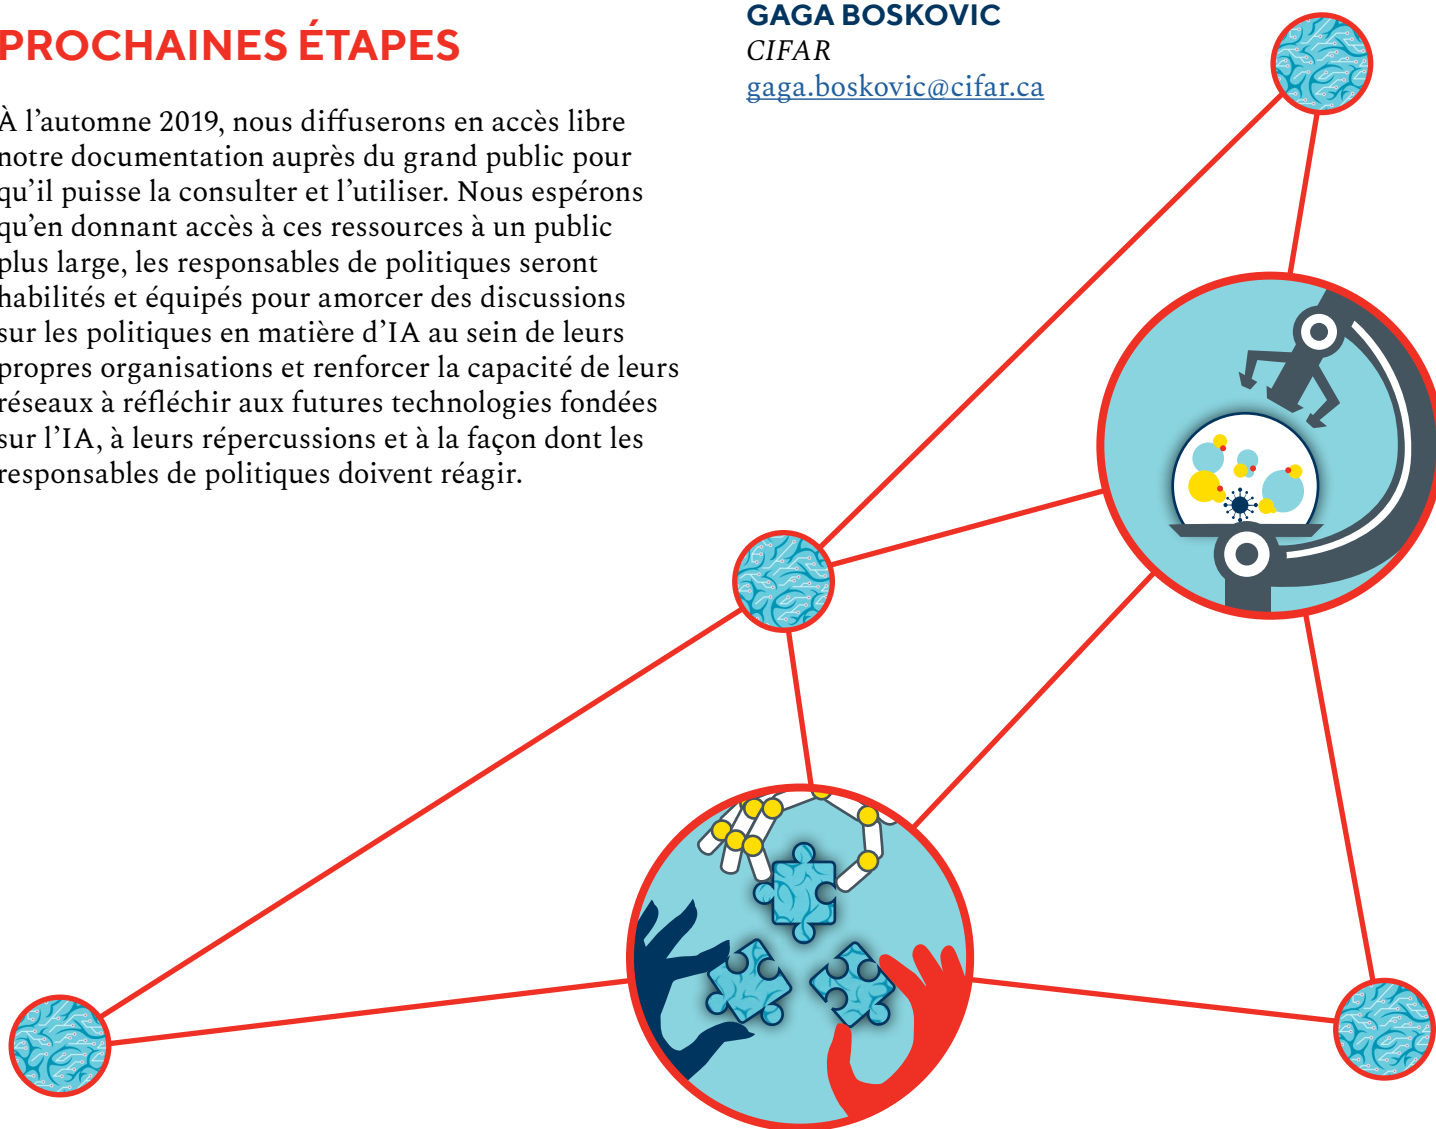 PROCHAINES ÉTAPES
À l’automne 2019, nous diffuserons en accès libre
notre documentation auprès du grand public pour
qu’il puisse la consulter et l’utiliser. Nous espérons
qu’en donnant accès à ces ressources à un public
plus large, les responsables de politiques seront
habilités et équipés pour amorcer des discussions
sur les politiques en matière d’IA au sein de leurs
propres organisations et renforcer la capacité de leurs
réseaux à réfléchir aux futures technologies fondées
sur l’IA, à leurs répercussions et à la façon dont les
responsables de politiques doivent réagir.
GAGA BOSKOVIC
CIFAR
gaga.boskovic@cifar.ca